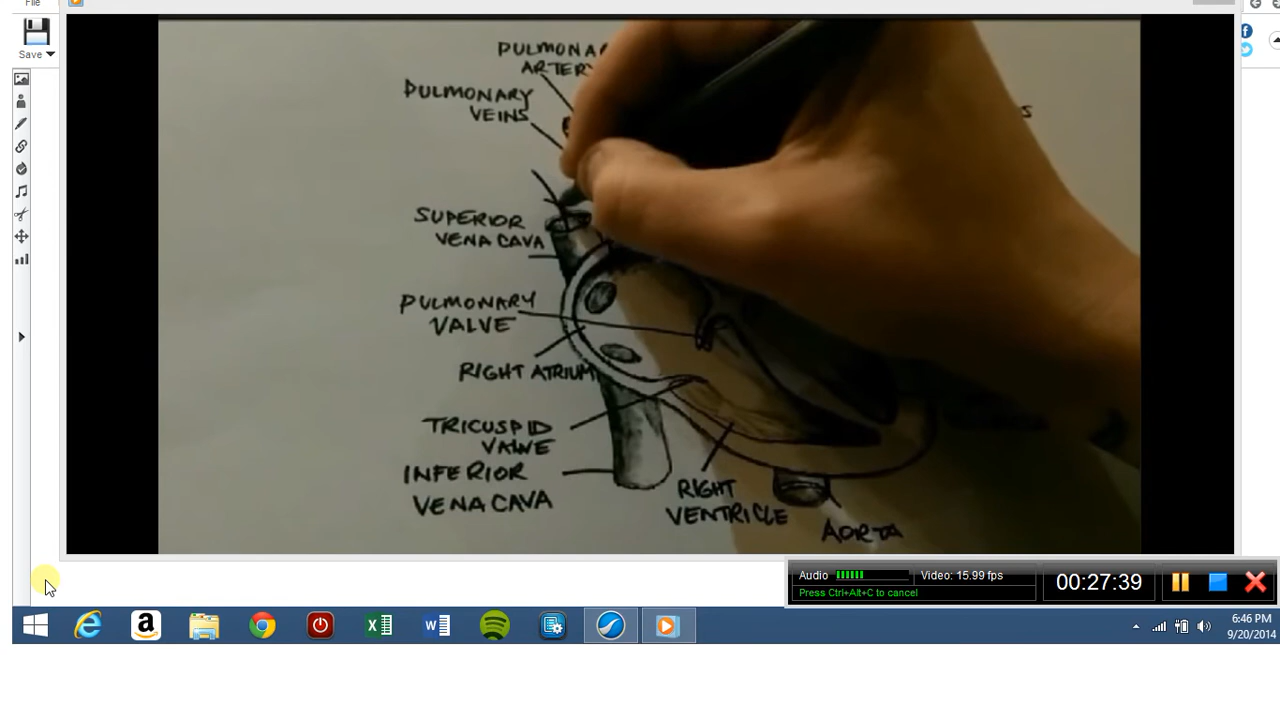 File
Save
PULMONA
ARTERY
PULMONARY
VEINS
S
SUPERIOR
VENA CAVA
PULMONARY
VALVE
RIGHT ATRIUM
TRICUSPID
VALVE
INFERIOR
VENA CAVA
RIGHT
VENTRICLE
AORTA
Audio
Video: 15.99 fps
Press Ctrl+Alt+C to cancel
00:27:39
6:46 PM
9/20/2014